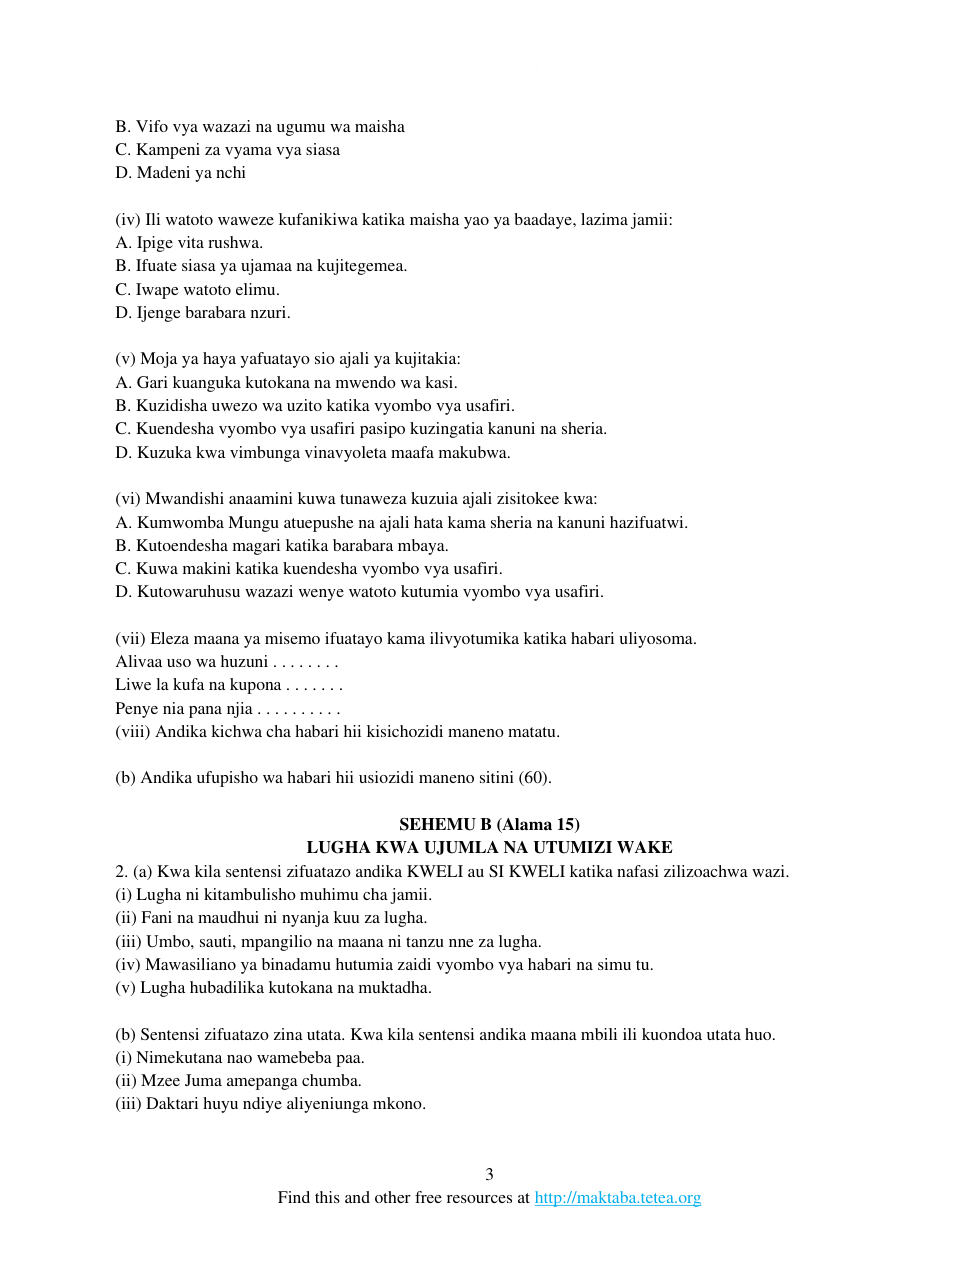 B. Vifo vya wazazi na ugumu wa maisha
C. Kampeni za vyama vya siasa
D. Madeni ya nchi
(iv) Ili watoto waweze kufanikiwa katika maisha yao ya baadaye, lazima jamii:
A. Ipige vita rushwa.
B. Ifuate siasa ya ujamaa na kujitegemea.
C. Iwape watoto elimu.
D. Ijenge barabara nzuri.
(v) Moja ya haya yafuatayo sio ajali ya kujitakia:
A. Gari kuanguka kutokana na mwendo wa kasi.
B. Kuzidisha uwezo wa uzito katika vyombo vya usafiri.
C. Kuendesha vyombo vya usafiri pasipo kuzingatia kanuni na sheria.
D. Kuzuka kwa vimbunga vinavyoleta maafa makubwa.
(vi) Mwandishi anaamini kuwa tunaweza kuzuia ajali zisitokee kwa:
A. Kumwomba Mungu atuepushe na ajali hata kama sheria na kanuni hazifuatwi.
B. Kutoendesha magari katika barabara mbaya.
C. Kuwa makini katika kuendesha vyombo vya usafiri.
D. Kutowaruhusu wazazi wenye watoto kutumia vyombo vya usafiri.
(vii) Eleza maana ya misemo ifuatayo kama ilivyotumika katika habari uliyosoma.
Alivaa uso wa huzuni . . . . . . . .
Liwe la kufa na kupona . . . . . . .
Penye nia pana njia . . . . . . . . . .
(viii) Andika kichwa cha habari hii kisichozidi maneno matatu.
(b) Andika ufupisho wa habari hii usiozidi maneno sitini (60).
SEHEMU B (Alama 15)
LUGHA KWA UJUMLA NA UTUMIZI WAKE
2. (a) Kwa kila sentensi zifuatazo andika KWELI au SI KWELI katika nafasi zilizoachwa wazi.
(i) Lugha ni kitambulisho muhimu cha jamii.
(ii) Fani na maudhui ni nyanja kuu za lugha.
(iii) Umbo, sauti, mpangilio na maana ni tanzu nne za lugha.
(iv) Mawasiliano ya binadamu hutumia zaidi vyombo vya habari na simu tu.
(v) Lugha hubadilika kutokana na muktadha.
(b) Sentensi zifuatazo zina utata. Kwa kila sentensi andika maana mbili ili kuondoa utata huo.
(i) Nimekutana nao wamebeba paa.
(ii) Mzee Juma amepanga chumba.
(iii) Daktari huyu ndiye aliyeniunga mkono.
3
Find this and other free resources at http://maktaba.tetea.org